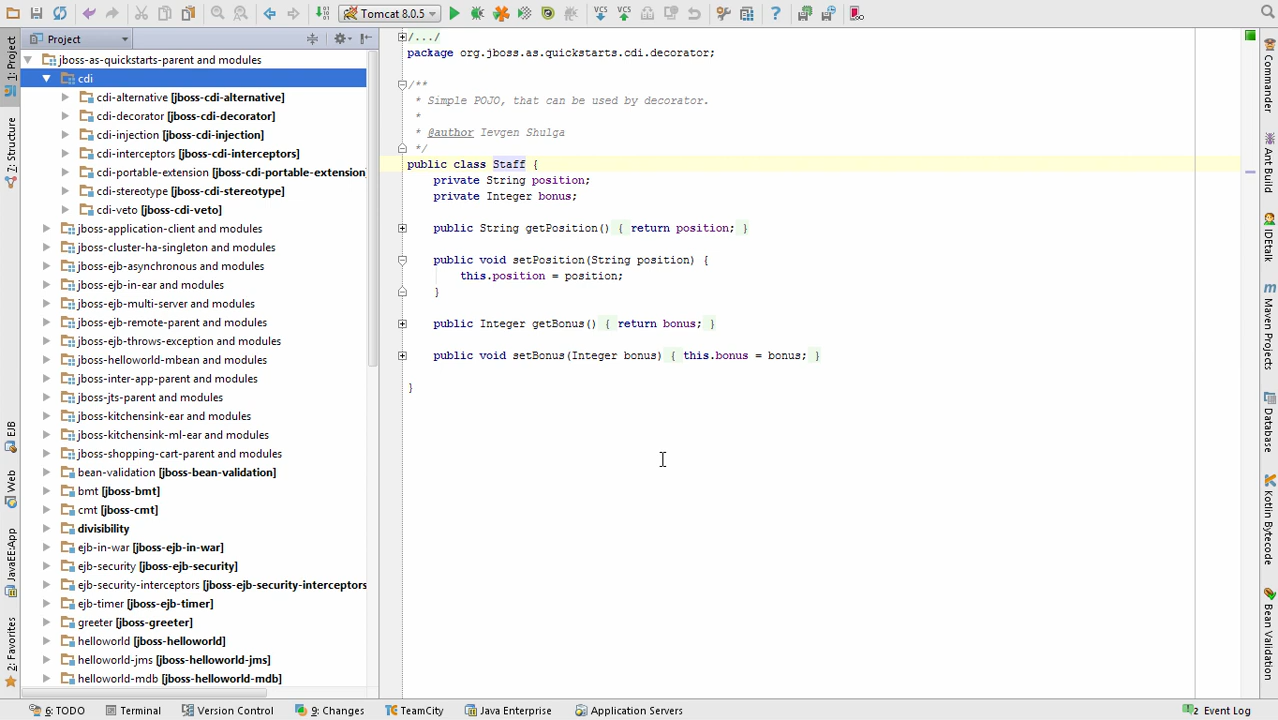 Tomcat 8.0.5
Project
1: Project
7: Structure
EJB
Web
JavaEE:App
2: Favorites
jboss-as-quickstarts-parent and modules
cdi
cdi-alternative [jboss-cdi-alternative]
cdi-decorator [jboss-cdi-decorator]
cdi-injection [jboss-cdi-injection]
cdi-interceptors [jboss-cdi-interceptors]
cdi-portable-extension [jboss-cdi-portable-extension
cdi-stereotype [jboss-cdi-stereotype]
cdi-veto [jboss-cdi-veto]
jboss-application-client and modules
jboss-cluster-ha-singleton and modules
jboss-ejb-asynchronous and modules
jboss-ejb-in-ear and modules
jboss-ejb-multi-server and modules
jboss-ejb-remote-parent and modules
jboss-ejb-throws-exception and modules
jboss-helloworld-mbean and modules
jboss-inter-app-parent and modules
jboss-jts-parent and modules
jboss-kitchensink-ear and modules
jboss-kitchensink-ml-ear and modules
jboss-shopping-cart-parent and modules
bean-validation [jboss-bean-validation]
bmt [jboss-bmt]
cmt [jboss-cmt]
divisibility
ejb-in-war [jboss-ejb-in-war]
ejb-security [jboss-ejb-security]
ejb-security-interceptors [jboss-ejb-security-interceptors
ejb-timer [jboss-ejb-timer]
greeter [jboss-greeter]
helloworld [jboss-helloworld]
helloworld-jms [jboss-helloworld-jms]
helloworld-mdb [jboss-helloworld-mdb]
/.../
package org.jboss.as.quickstarts.cdi.decorator;
/**
* Simple POJO, that can be used by decorator.
*
* @author Ievgen Shulga
*/
public class Staff {
private String position;
private Integer bonus;
public String getPosition() { return position; }
public void setPosition(String position) {
this.position = position;
}
public Integer getBonus() { return bonus; }
public void setBonus(Integer bonus) { this.bonus = bonus; }
}
Commander
Ant Build
IDEtalk
Maven Projects
Database
Kotlin Bytecode
Bean Validation
6: TODO
Terminal
Version Control
9: Changes
TeamCity
Java Enterprise
Application Servers
2 Event Log